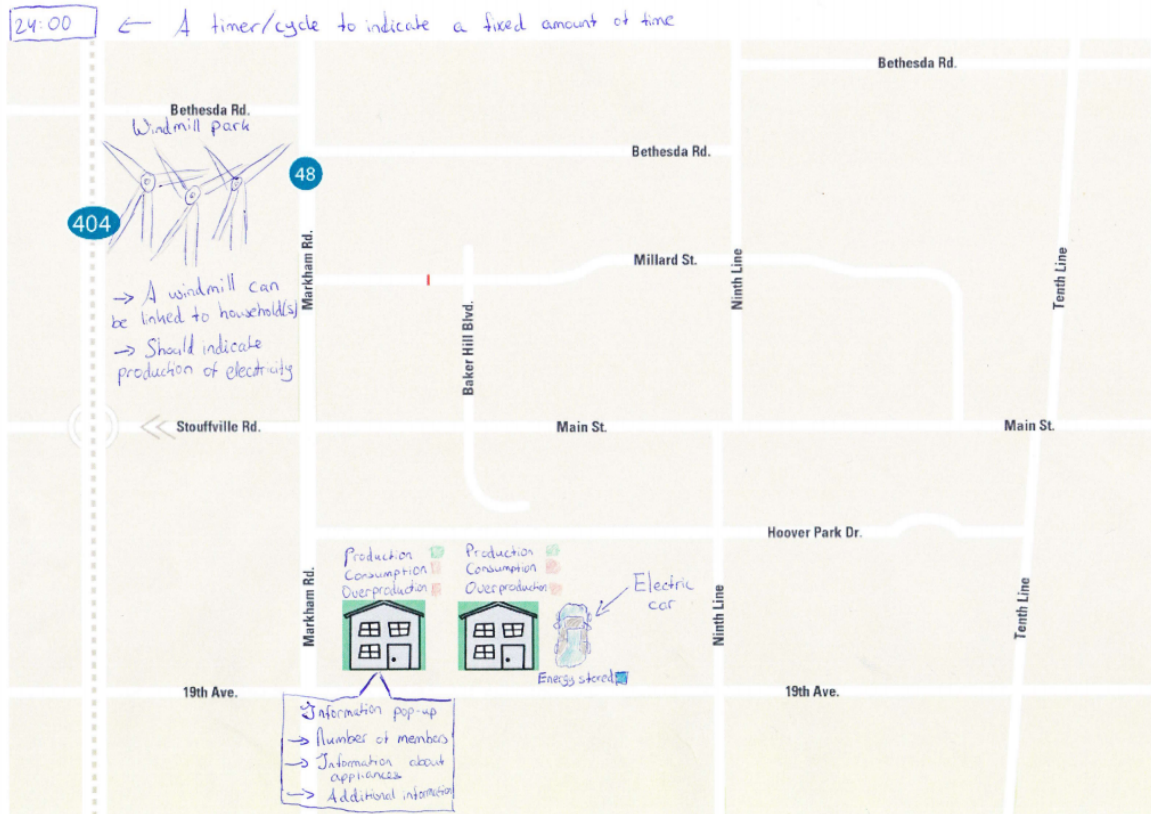 24:00
← A timer/cycle to indicate a fixed amount of time
Bethesda Rd.
Bethesda Rd.
Windmill park
Bethesda Rd.
48
404
Markham Rd.
Millard St.
Ninth Line
Tenth Line
→ A windmill can
be linked to household(s)
→ Should indicate
production of electricity
Baker Hill Blvd.
Stouffville Rd.
Main St.
Main St.
Hoover Park Dr.
Production
Consumption
Overproduction
Production
Consumption
Overproduction
Electric
car
Markham Rd.
Ninth Line
Tenth Line
Energy stored
19th Ave.
19th Ave.
Information pop-up
→ Number of members
→ Information about
appliances
→ Additional information